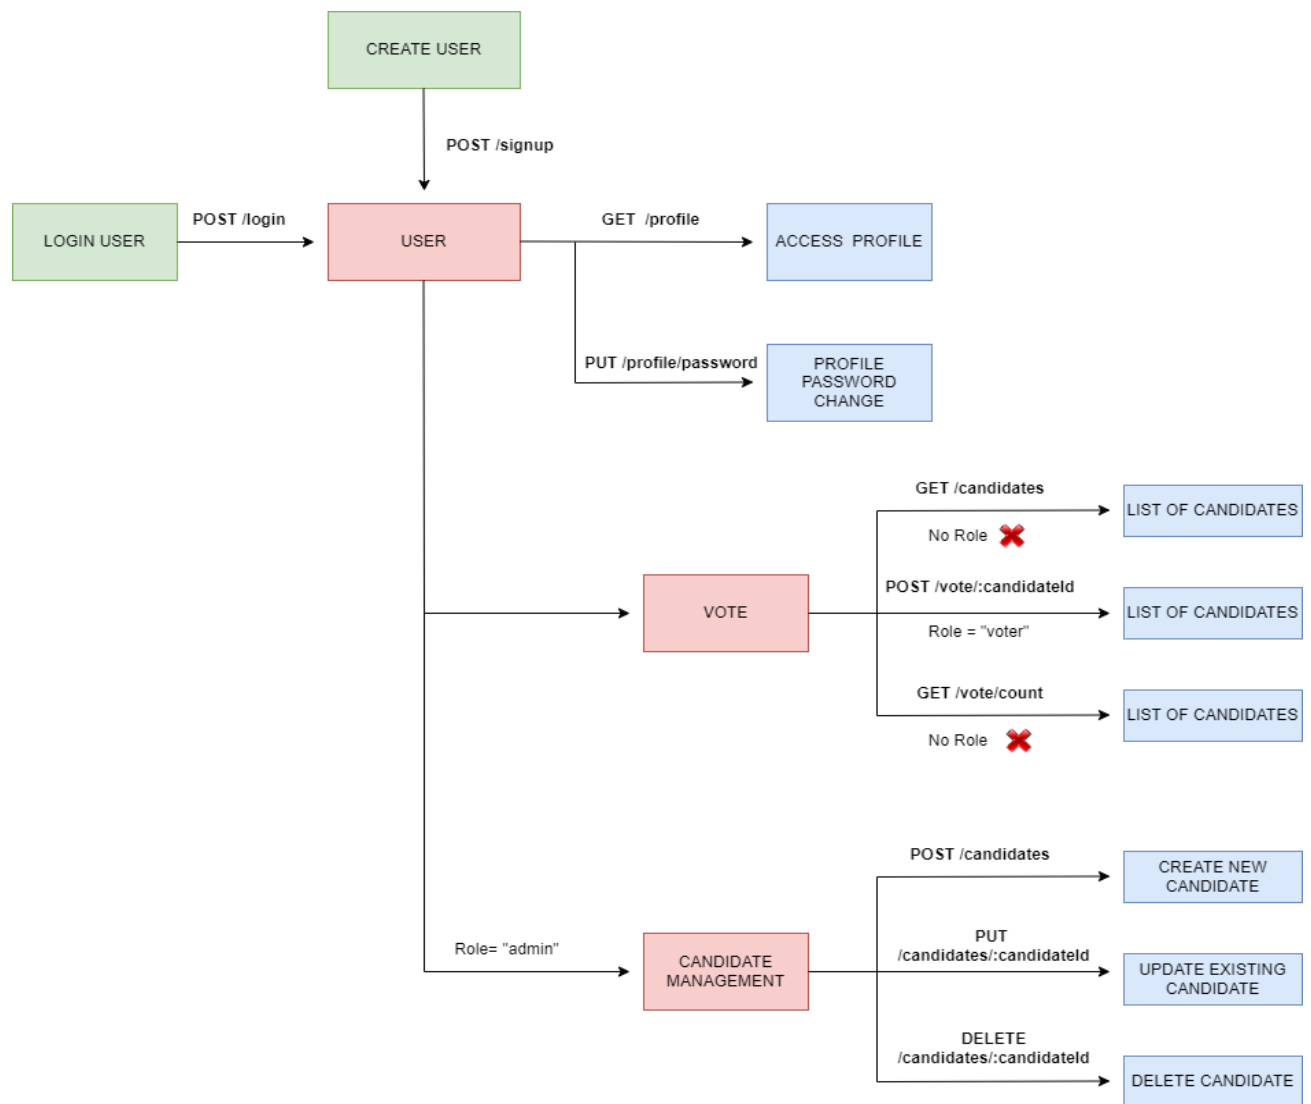 CREATE USER
POST /signup
LOGIN USER
POST /login
USER
GET /profile
ACCESS PROFILE
PUT /profile/password
PROFILE
PASSWORD
CHANGE
GET /candidates
No Role
LIST OF CANDIDATES
VOTE
POST /vote/:candidateId
Role = "voter"
LIST OF CANDIDATES
GET /vote/count
No Role
LIST OF CANDIDATES
Role= "admin"
CANDIDATE
MANAGEMENT
POST /candidates
CREATE NEW
CANDIDATE
PUT
/candidates/:candidateId
UPDATE EXISTING
CANDIDATE
DELETE
/candidates/:candidateId
DELETE CANDIDATE